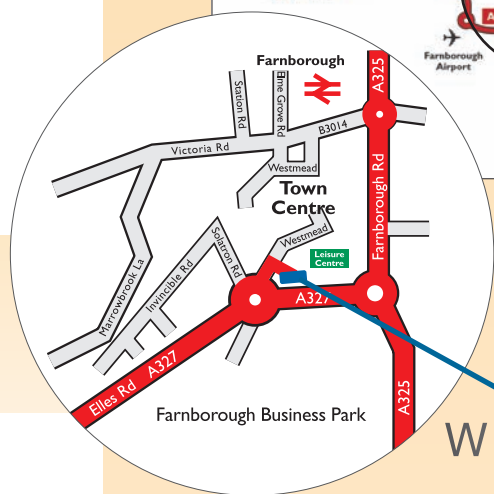 Farnborough
Airport
A
Farnborough
A325
Station Rd
Elme Grove Rd
B3014
Victoria Rd
Westmead
Town
Centre
Farnborough Rd
Westmead
Solatron Rd
Leisure
Centre
Invincible Rd
Marrowbrook La
A327
Elles Rd A327
A325
Farnborough Business Park
W